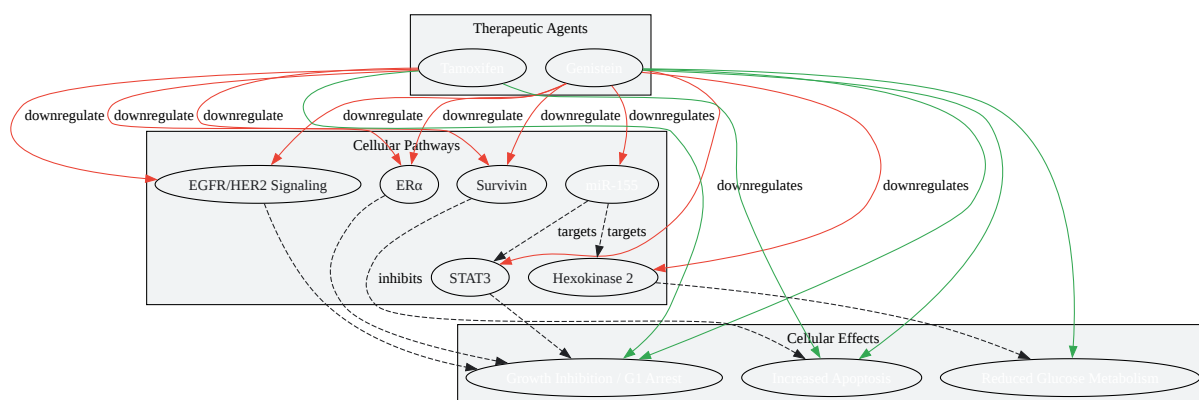 Therapeutic Agents
Tamoxifen
Genistein
downregulate
downregulate
downregulate
downregulate
downregulate
downregulate
downregulates
Cellular Pathways
EGFR/HER2 Signaling
ERα
Survivin
miR-155
downregulates
downregulates
targets
targets
STAT3
Hexokinase 2
inhibits
Cellular Effects
Growth Inhibition / G1 Arrest
Increased Apoptosis
Reduced Glucose Metabolism